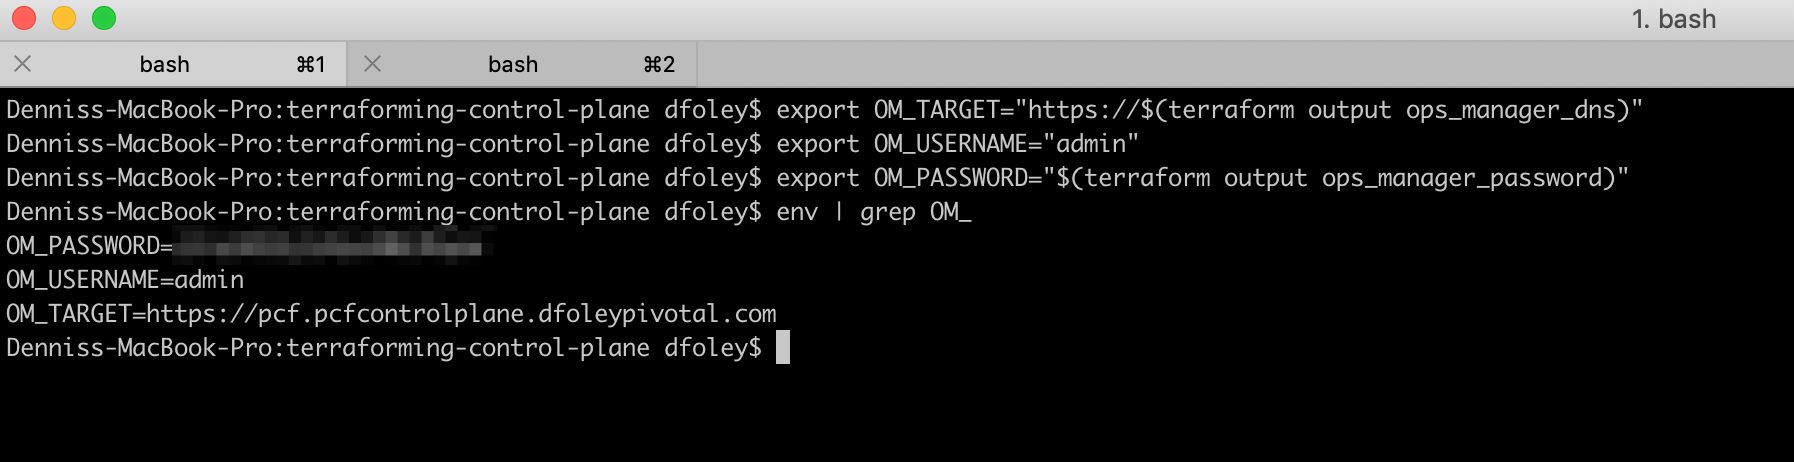 1. bash
bash ⌘1 bash ⌘2
Denniss-MacBook-Pro:terraforming-control-plane dfoley$ export OM_TARGET="https://$(terraform output ops_manager_dns)"
Denniss-MacBook-Pro:terraforming-control-plane dfoley$ export OM_USERNAME="admin"
Denniss-MacBook-Pro:terraforming-control-plane dfoley$ export OM_PASSWORD="$(terraform output ops_manager_password)"
Denniss-MacBook-Pro:terraforming-control-plane dfoley$ env | grep OM_
OM_PASSWORD=
OM_USERNAME=admin
OM_TARGET=https://pcf.pcfcontrolplane.dfoleypivotal.com
Denniss-MacBook-Pro:terraforming-control-plane dfoley$